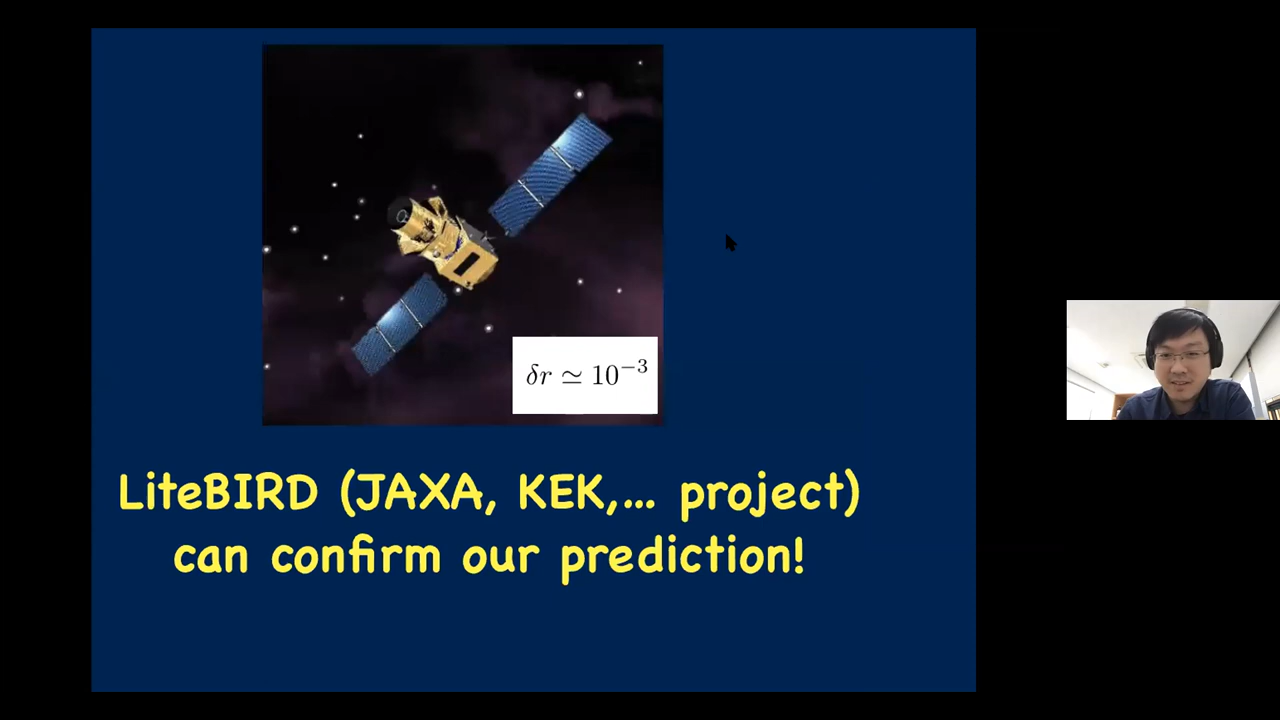 δr ≃ 10⁻³
LiteBIRD (JAXA, KEK,... project)
can confirm our prediction!